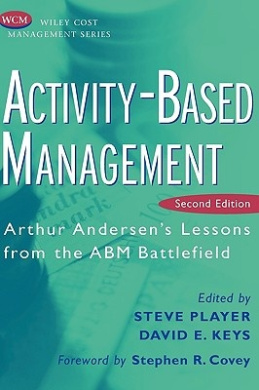 WCM
WILEY COST
MANAGEMENT SERIES
ACTIVITY-BASED
MANAGEMENT
Second Edition
Arthur Andersen's Lessons
from the ABM Battlefield
Edited by
STEVE PLAYER
DAVID E. KEYS
Foreword by Stephen R. Covey